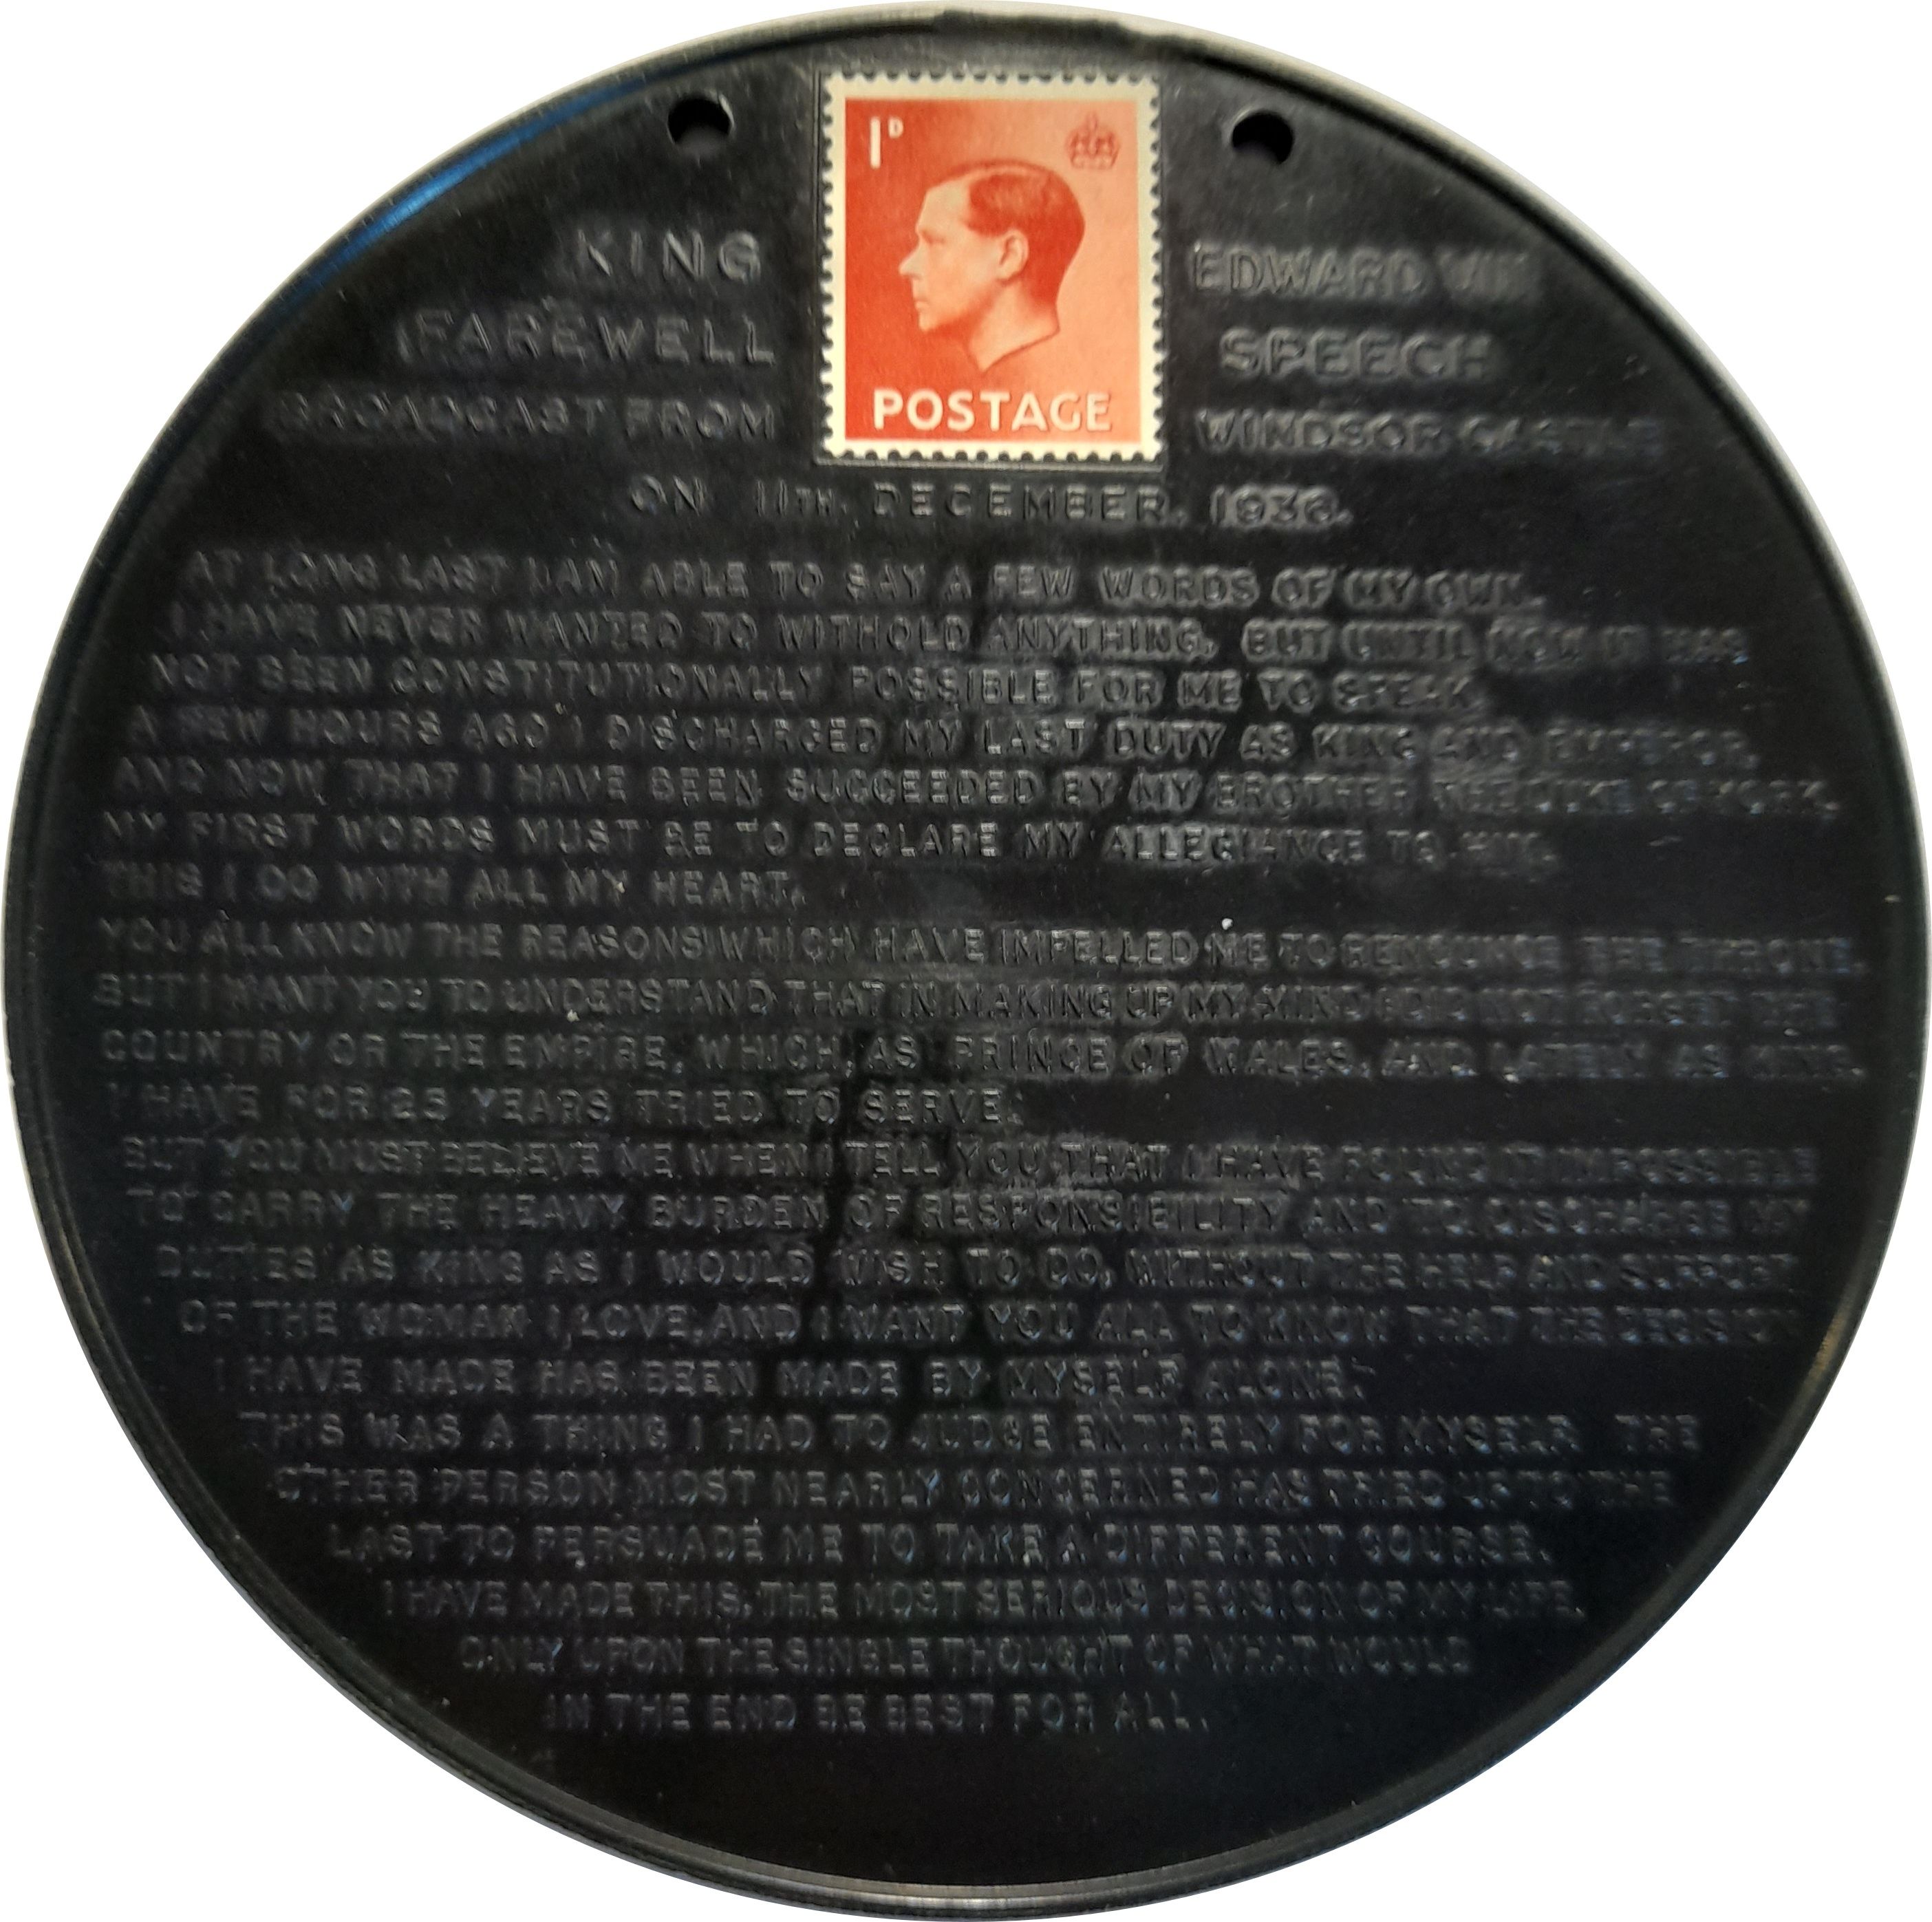 1D
POSTAGE
KING EDWARD VIII
FAREWELL SPEECH
BROADCAST FROM WINDSOR CASTLE
ON 11TH. DECEMBER. 1936.
AT LONG LAST I AM ABLE TO SAY A FEW WORDS OF MY OWN.
I HAVE NEVER WANTED TO WITHOLD ANYTHING. BUT UNTIL NOW IT HAS
NOT BEEN CONSTITUTIONALLY POSSIBLE FOR ME TO SPEAK.
A FEW HOURS AGO I DISCHARGED MY LAST DUTY AS KING AND EMPEROR,
AND NOW THAT I HAVE BEEN SUCCEEDED BY MY BROTHER THE DUKE OF YORK,
MY FIRST WORDS MUST BE TO DECLARE MY ALLEGIANCE TO HIM.
THIS I DO WITH ALL MY HEART.
YOU ALL KNOW THE REASONS WHICH HAVE IMPELLED ME TO RENOUNCE THE THRONE.
BUT I WANT YOU TO UNDERSTAND THAT IN MAKING UP MY MIND I DID NOT FORGET THE
COUNTRY OR THE EMPIRE, WHICH, AS PRINCE OF WALES, AND LATELY AS KING.
I HAVE FOR 25 YEARS TRIED TO SERVE.
BUT YOU MUST BELIEVE ME WHEN I TELL YOU THAT I HAVE FOUND IT IMPOSSIBLE
TO CARRY THE HEAVY BURDEN OF RESPONSIBILITY AND TO DISCHARGE MY
DUTIES AS KING AS I WOULD WISH TO DO, WITHOUT THE HELP AND SUPPORT
OF THE WOMAN I LOVE, AND I WANT YOU ALL TO KNOW THAT THE DECISION
I HAVE MADE HAS BEEN MADE BY MYSELF ALONE.
THIS WAS A THING I HAD TO JUDGE ENTIRELY FOR MYSELF THE
OTHER PERSON MOST NEARLY CONCERNED HAS TRIED UP TO THE
LAST TO PERSUADE ME TO TAKE A DIFFERENT COURSE.
I HAVE MADE THIS, THE MOST SERIOUS DECISION OF MY LIFE,
ONLY UPON THE SINGLE THOUGHT OF WHAT WOULD
IN THE END BE BEST FOR ALL.